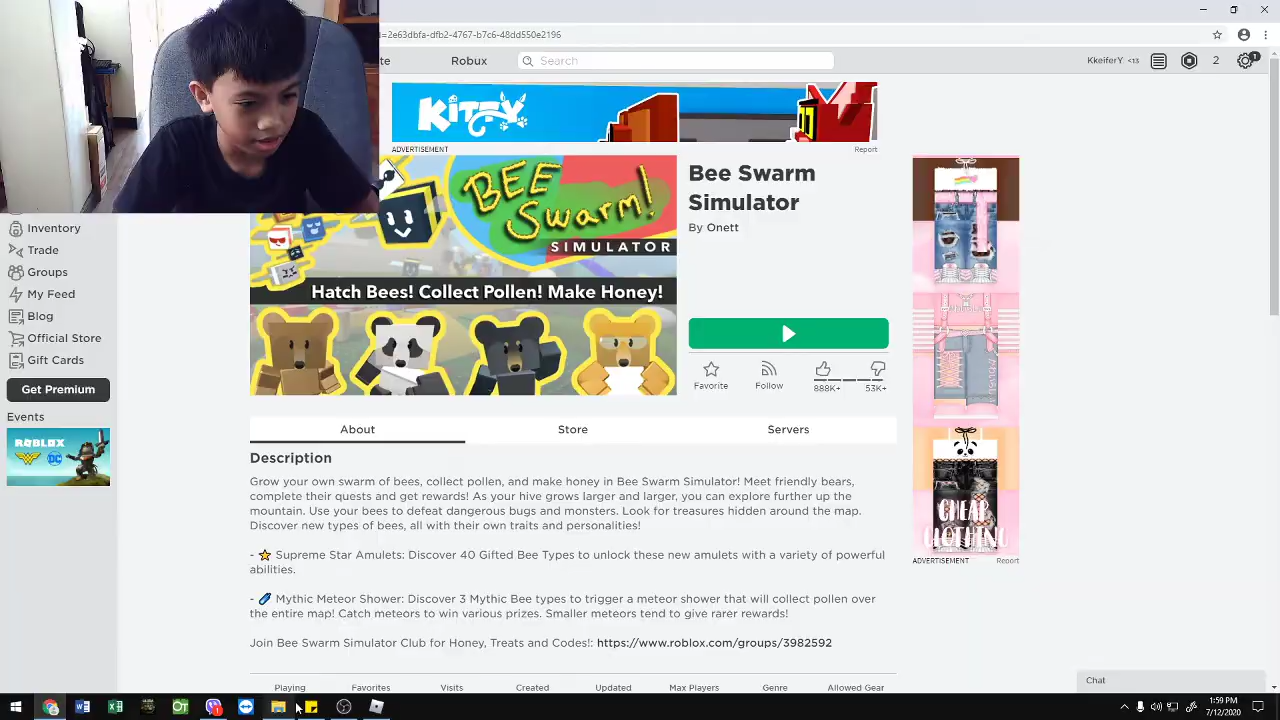 =2e63dbfa-dfb2-4767-b7c6-48dd550e2196
te Robux Search KkeiferY: <13 2 1
KITTY
ADVERTISEMENT Report
BEE Swarm! SIMULATOR
Hatch Bees! Collect Pollen! Make Honey!
Bee Swarm
Simulator
By Onett
Favorite Follow 888K+ 53K+
Inventory
Trade
Groups
My Feed
Blog
Official Store
Gift Cards
Get Premium
Events
ROBLOX
DC
About Store Servers
Description
Grow your own swarm of bees, collect pollen, and make honey in Bee Swarm Simulator! Meet friendly bears,
complete their quests and get rewards! As your hive grows larger and larger, you can explore further up the
mountain. Use your bees to defeat dangerous bugs and monsters. Look for treasures hidden around the map.
Discover new types of bees, all with their own traits and personalities!
- ⭐ Supreme Star Amulets: Discover 40 Gifted Bee Types to unlock these new amulets with a variety of powerful
abilities.
- Mythic Meteor Shower: Discover 3 Mythic Bee types to trigger a meteor shower that will collect pollen over
the entire map! Catch meteors to win various prizes. Smaller meteors tend to give rarer rewards!
Join Bee Swarm Simulator Club for Honey, Treats and Codes!: https://www.roblox.com/groups/3982592
Playing Favorites Visits Created Updated Max Players Genre Allowed Gear
CHEAP
CLOTHING
ADVERTISEMENT Report
Chat
1:59 PM
7/12/2020